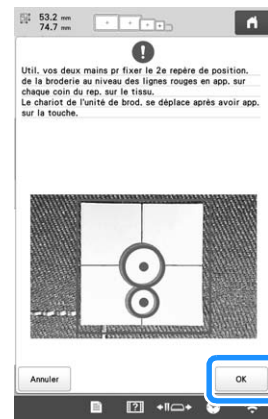 53.2 mm
74.7 mm
Util. vos deux mains pr fixer le 2e repère de position.
de la broderie au niveau des lignes rouges en app. sur
chaque coin du rep. sur le tissu.
Le chariot de l'unité de brod. se déplace après avoir app.
sur la touche.
Annuler
OK